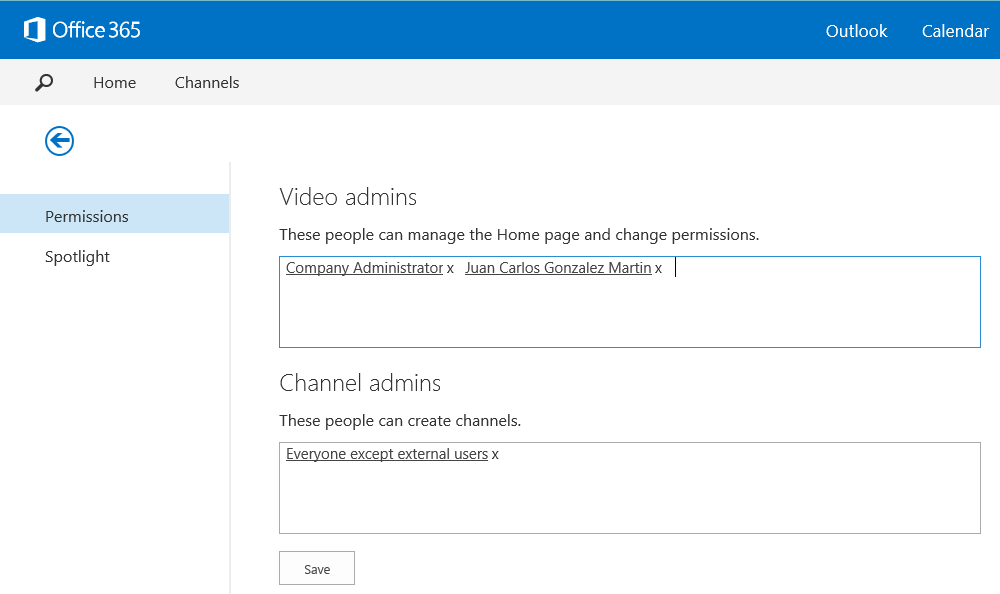 Office 365
Outlook Calendar
Home Channels
Permissions
Spotlight
Video admins
These people can manage the Home page and change permissions.
Company Administrator x Juan Carlos Gonzalez Martin x
Channel admins
These people can create channels.
Everyone except external users x
Save